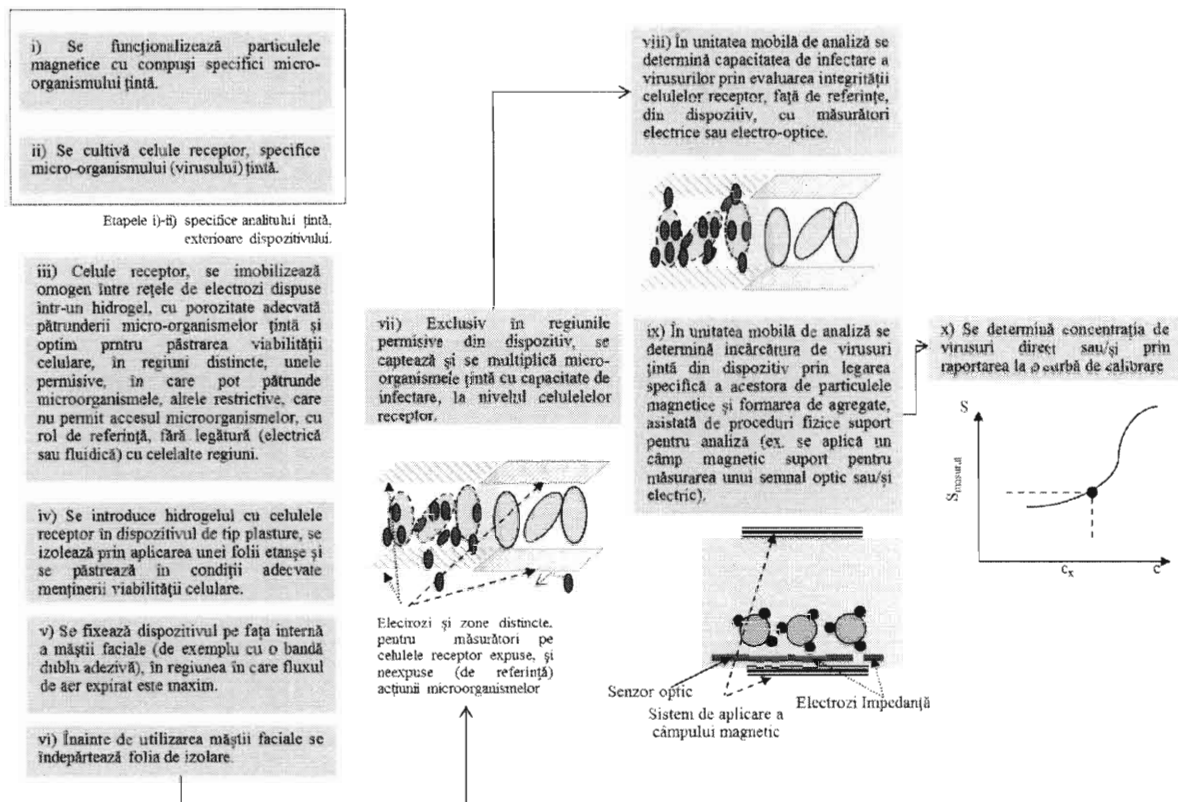 i) Se funcționalizează particulele
magnetice cu compuși specifici micro-
organismului țintă.
ii) Se cultivă celule receptor, specifice
micro-organismului (virusului) țintă.
Etapele i)-ii) specifice analitului țintă,
exterioare dispozitivului.
iii) Celule receptor, se imobilizează
omogen între rețele de electrozi dispuse
într-un hidrogel, cu porozitate adecvată
pătrunderii micro-organismelor țintă și
optim prntru păstrarea viabilității
celulare, în regiuni distincte, unele
permisive, în care pot pătrunde
microorganismele, altele restrictive, care
nu permit accesul microorganismelor, cu
rol de referință, fără legătură (electrică
sau fluidică) cu celelalte regiuni.
iv) Se introduce hidrogelul cu celulele
receptor în dispozitivul de tip plasture, se
izolează prin aplicarea unei folii etanșe și
se păstrează în condiții adecvate
menținerii viabilității celulare.
v) Se fixează dispozitivul pe fața internă
a măștii faciale (de exemplu cu o bandă
dublu adezivă), în regiunea în care fluxul
de aer expirat este maxim.
vi) Înainte de utilizarea măștii faciale se
îndepărtează folia de izolare.
vii) Exclusiv în regiunile
permisive din dispozitiv, se
captează și se multiplică micro-
organismele țintă cu capacitate de
infectare, la nivelul celulelelor
receptor.
Electrozi și zone distincte,
pentru măsurători pe
celulele receptor expuse, și
neexpuse (de referință)
acțiunii microorganismelor
viii) În unitatea mobilă de analiză se
determină capacitatea de infectare a
virusurilor prin evaluarea integrității
celulelor receptor, față de referințe,
din dispozitiv, cu măsurători
electrice sau electro-optice.
ix) În unitatea mobilă de analiză se
determină incărcătura de virusuri
țintă din dispozitiv prin legarea
specifică a acestora de particulele
magnetice și formarea de agregate,
asistată de proceduri fizice suport
pentru analiză (ex. se aplică un
câmp magnetic suport pentru
măsurarea unui semnal optic sau/și
electric).
Senzor optic
Electrozi Impedanță
Sistem de aplicare a
câmpului magnetic
x) Se determină concentrația de
virusuri direct sau/și prin
raportarea la o curbă de calibrare
S
S măsurat
c x
c